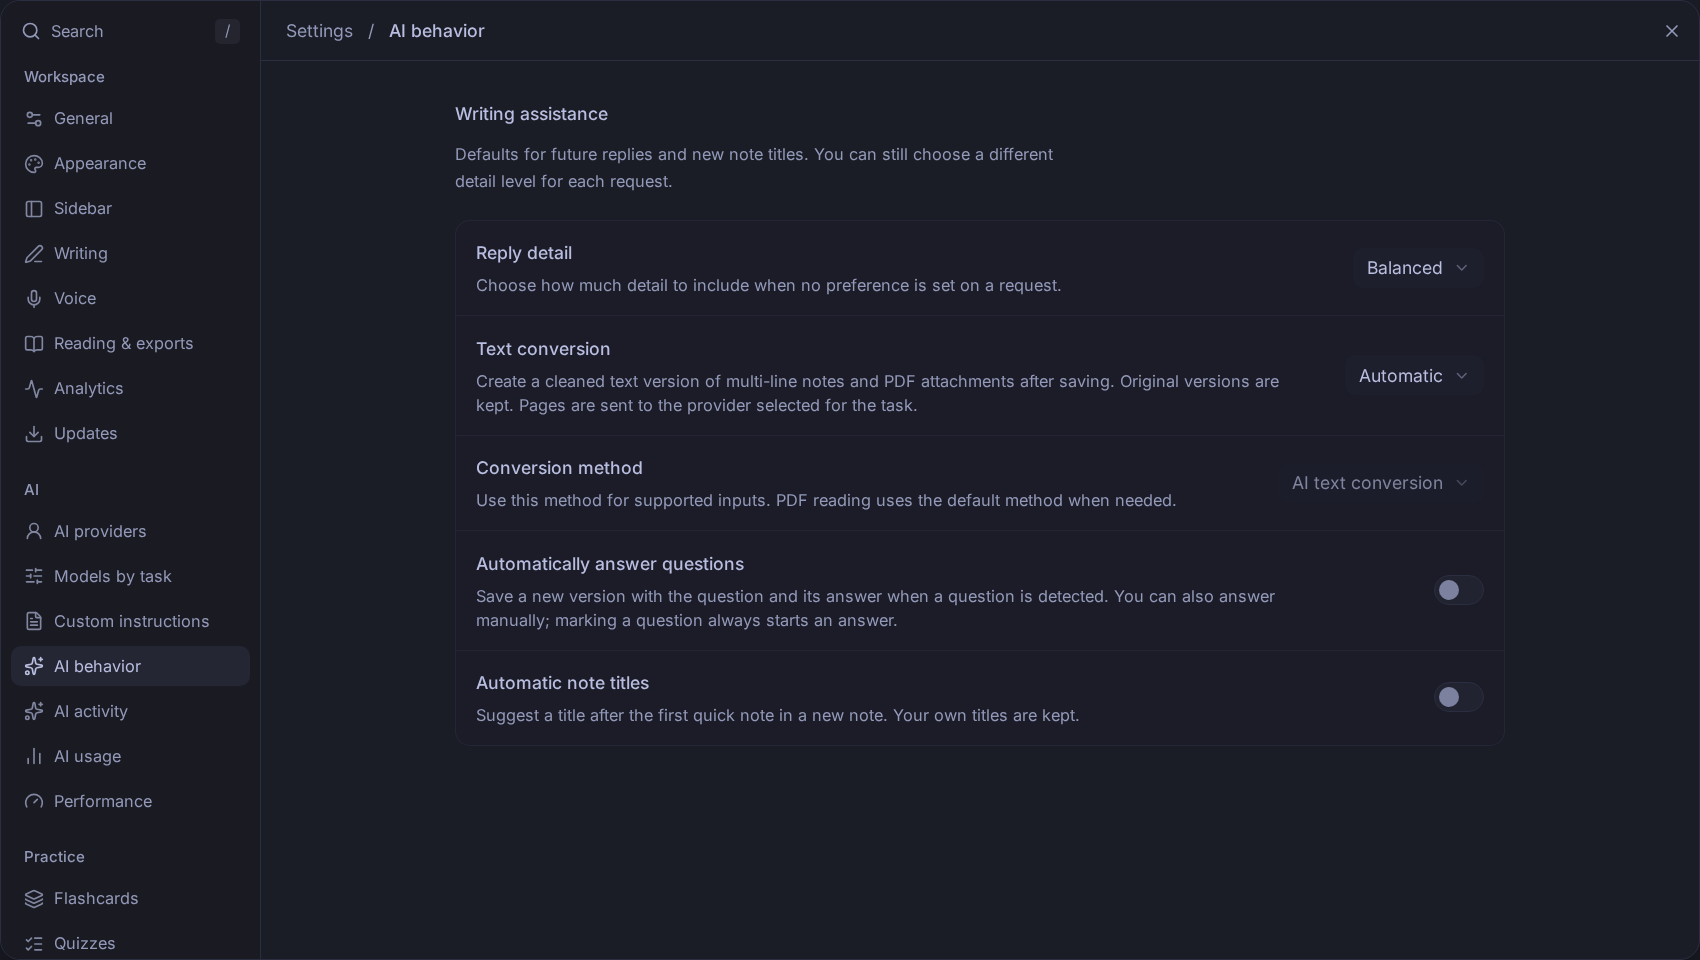 Search
/
Workspace
General
Appearance
Sidebar
Writing
Voice
Reading & exports
Analytics
Updates
AI
AI providers
Models by task
Custom instructions
AI behavior
AI activity
AI usage
Performance
Practice
Flashcards
Quizzes
Settings / AI behavior
Writing assistance
Defaults for future replies and new note titles. You can still choose a different
detail level for each request.
Reply detail
Choose how much detail to include when no preference is set on a request.
Balanced
Text conversion
Create a cleaned text version of multi-line notes and PDF attachments after saving. Original versions are
kept. Pages are sent to the provider selected for the task.
Automatic
Conversion method
Use this method for supported inputs. PDF reading uses the default method when needed.
AI text conversion
Automatically answer questions
Save a new version with the question and its answer when a question is detected. You can also answer
manually; marking a question always starts an answer.
Automatic note titles
Suggest a title after the first quick note in a new note. Your own titles are kept.